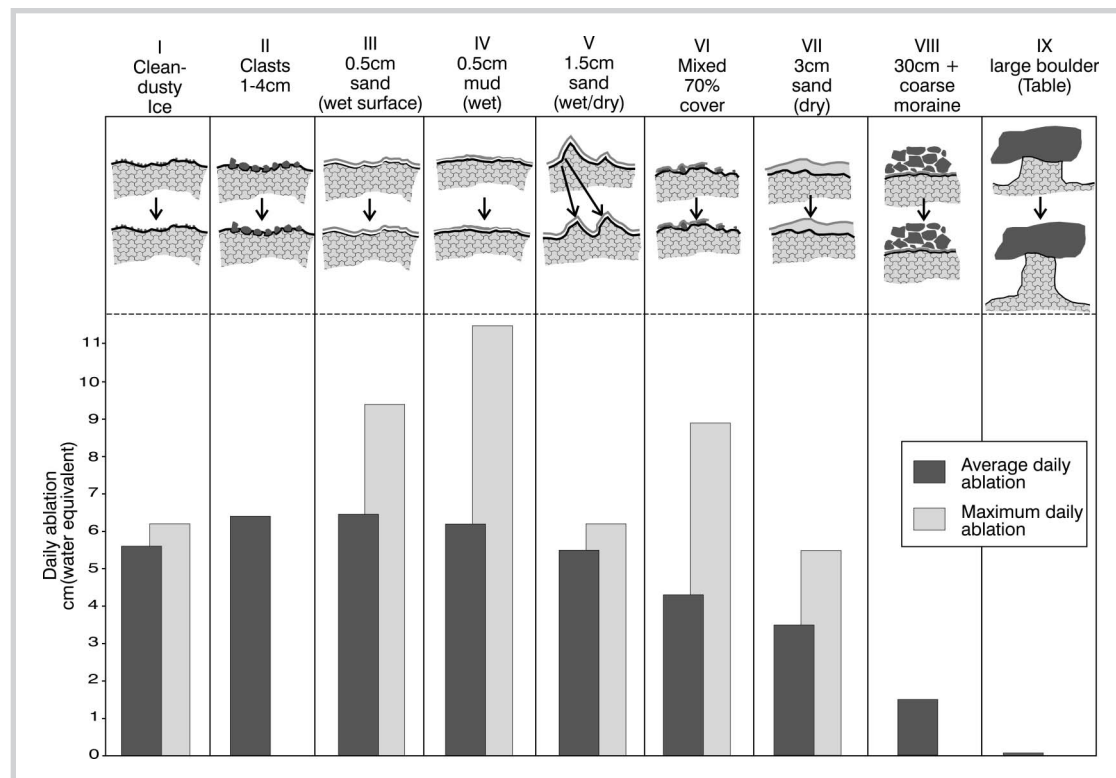 I
Clean-
dusty
Ice
II
Clasts
1-4cm
III
0.5cm
sand
(wet surface)
IV
0.5cm
mud
(wet)
V
1.5cm
sand
(wet/dry)
VI
Mixed
70%
cover
VII
3cm
sand
(dry)
VIII
30cm +
coarse
moraine
IX
large boulder
(Table)
Daily ablation
cm(water equivalent)
11
10
9
8
7
6
5
4
3
2
1
0
Average daily
ablation
Maximum daily
ablation